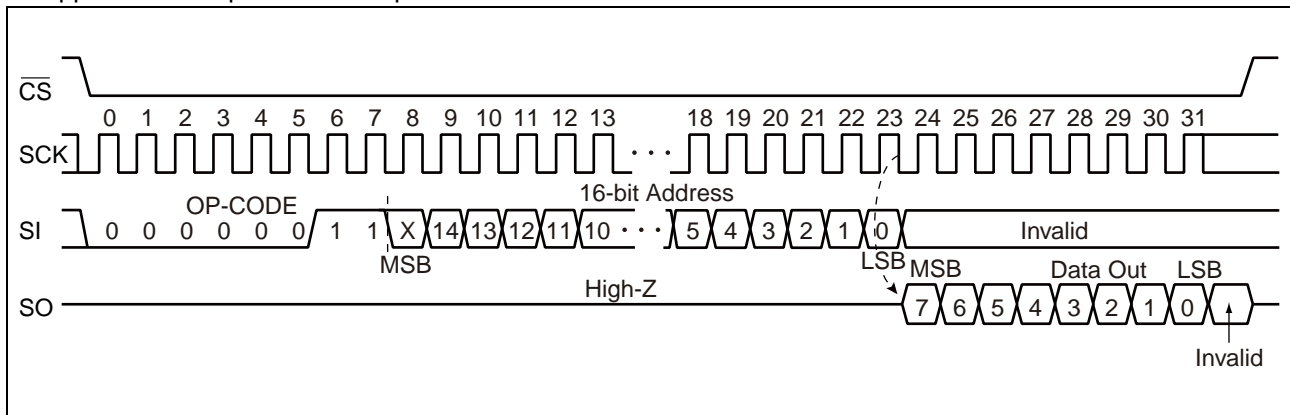 CS
0 1 2 3 4 5 6 7 8 9 10 11 12 13 18 19 20 21 22 23 24 25 26 27 28 29 30 31
SCK ···
OP-CODE 16-bit Address
SI 0 0 0 0 0 0 1 1 X 14 13 12 11 10 ··· 5 4 3 2 1 0 Invalid
MSB LSB MSB Data Out LSB
High-Z
SO 7 6 5 4 3 2 1 0
Invalid